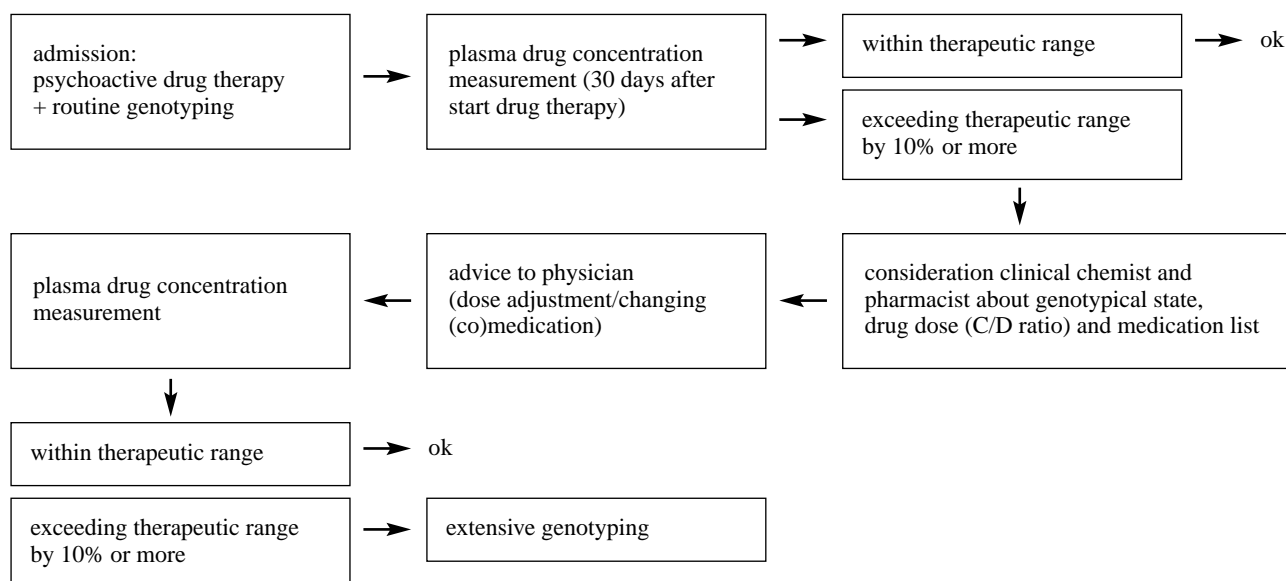 admission:
psychoactive drug therapy
+ routine genotyping
plasma drug concentration
measurement (30 days after
start drug therapy)
within therapeutic range
ok
exceeding therapeutic range
by 10% or more
consideration clinical chemist and
pharmacist about genotypical state,
drug dose (C/D ratio) and medication list
advice to physician
(dose adjustment/changing
(co)medication)
plasma drug concentration
measurement
within therapeutic range
ok
exceeding therapeutic range
by 10% or more
extensive genotyping